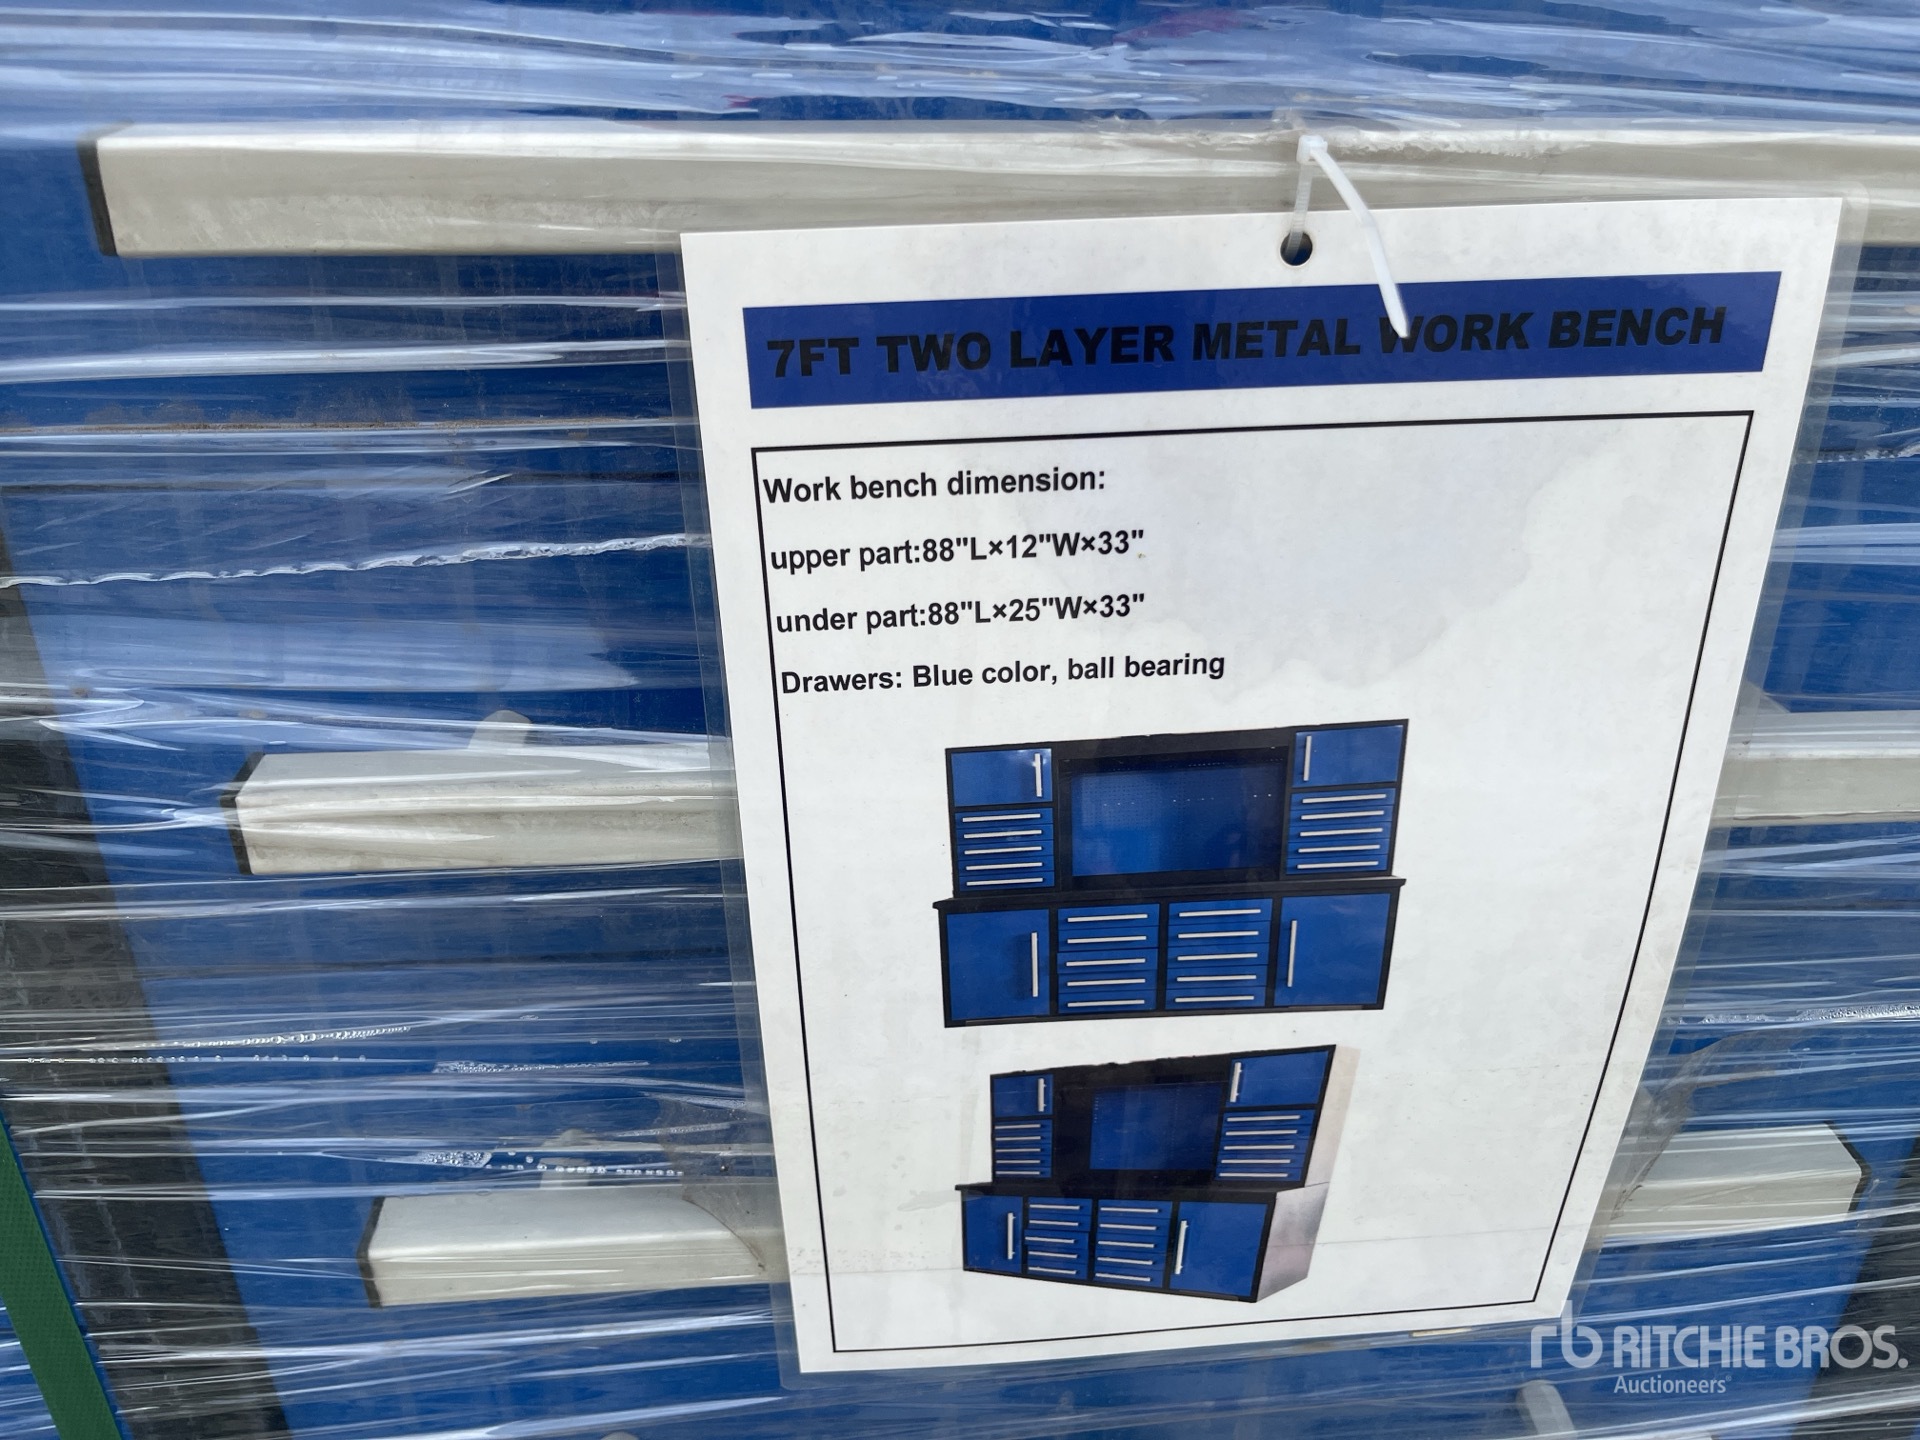 7FT TWO LAYER METAL WORK BENCH
Work bench dimension:
upper part:88"L×12"W×33"
under part:88"L×25"W×33"
Drawers: Blue color, ball bearing
rb RITCHIE BROS.
Auctioneers®